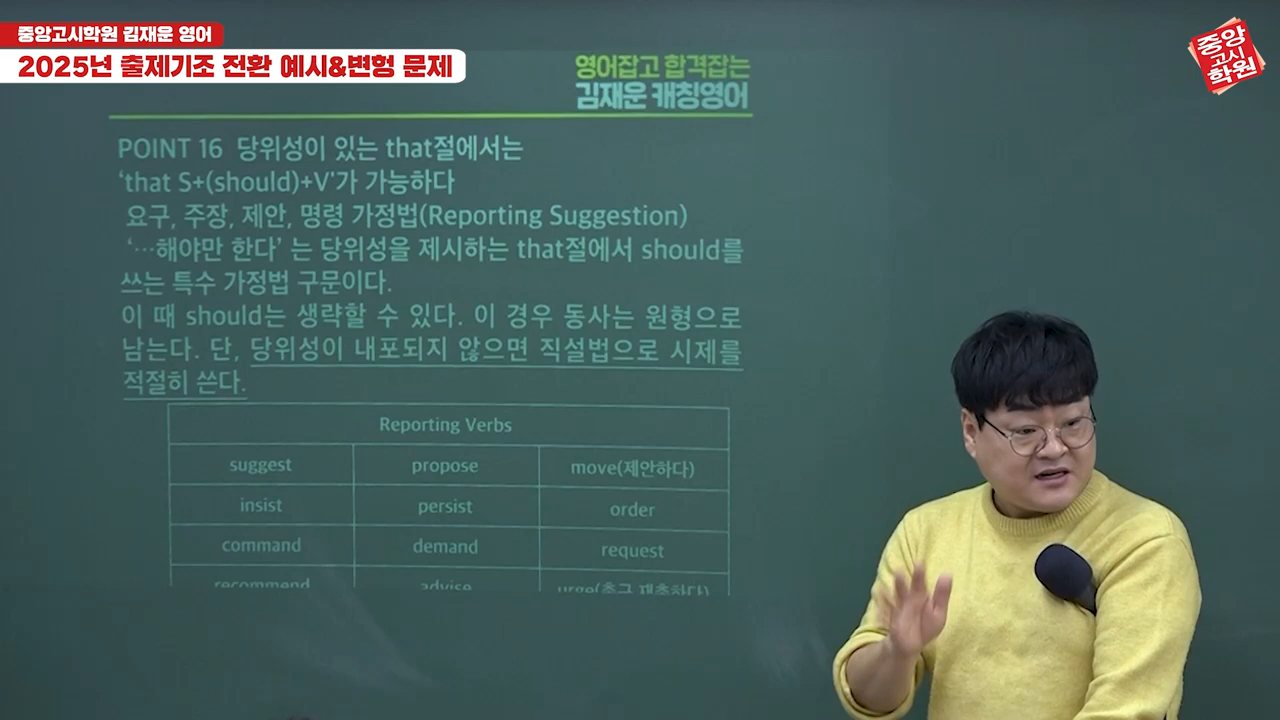 중앙고시학원 김재운 영어
2025년 출제기조 전환 예시&변형 문제
중앙
고시
학원
영어잡고 합격잡는
김재운 캐칭영어
POINT 16 당위성이 있는 that절에서는
‘that S+(should)+V'가 가능하다
요구, 주장, 제안, 명령 가정법(Reporting Suggestion)
‘…해야만 한다’ 는 당위성을 제시하는 that절에서 should를
쓰는 특수 가정법 구문이다.
이 때 should는 생략할 수 있다. 이 경우 동사는 원형으로
남는다. 단, 당위성이 내포되지 않으면 직설법으로 시제를
적절히 쓴다.
Reporting Verbs
suggest propose move(제안하다)
insist persist order
command demand request
recommend advise urge(촉구,재촉하다)